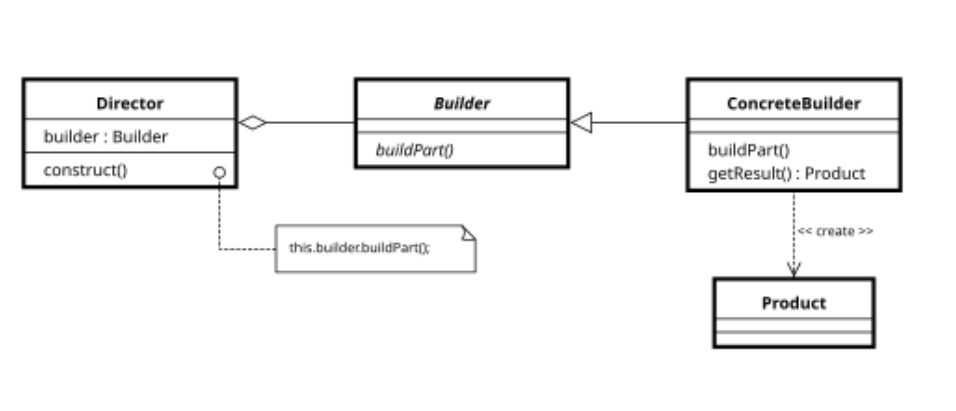 Director
builder : Builder
construct()
Builder
buildPart()
ConcreteBuilder
buildPart()
getResult() : Product
this.builder.buildPart();
<< create >>
Product